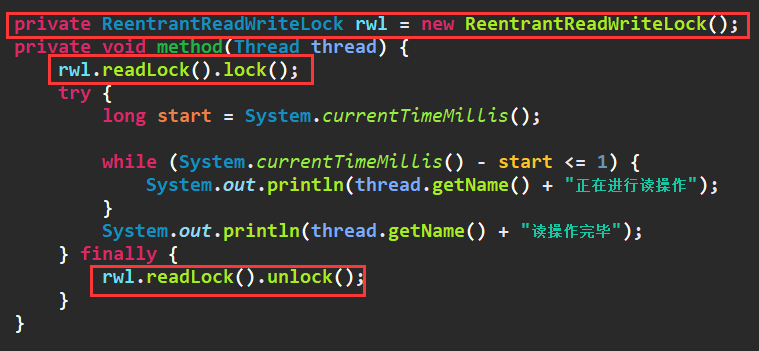 private ReentrantReadWriteLock rwl = new ReentrantReadWriteLock();
private void method(Thread thread) {
rwl.readLock().lock();
try {
long start = System.currentTimeMillis();
while (System.currentTimeMillis() - start <= 1) {
System.out.println(thread.getName() + "正在进行读操作");
}
System.out.println(thread.getName() + "读操作完毕");
} finally {
rwl.readLock().unlock();
}
}